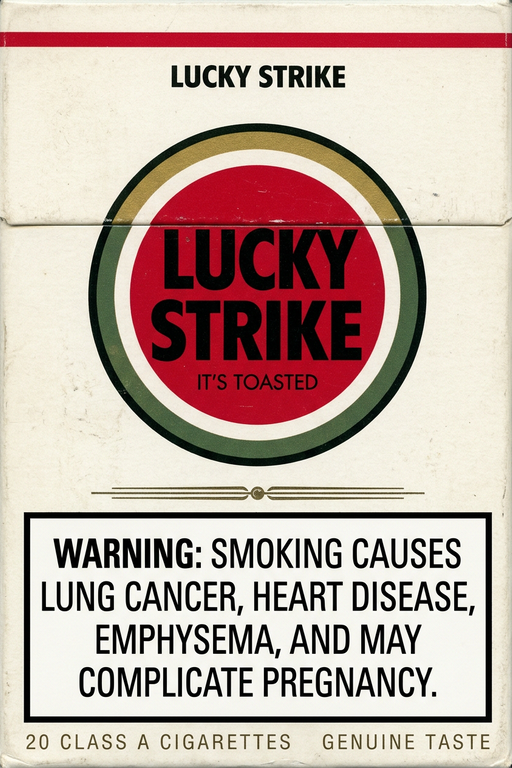 LUCKY STRIKE
LUCKY
STRIKE
IT'S TOASTED
WARNING: SMOKING CAUSES
LUNG CANCER, HEART DISEASE,
EMPHYSEMA, AND MAY
COMPLICATE PREGNANCY.
20 CLASS A CIGARETTES GENUINE TASTE